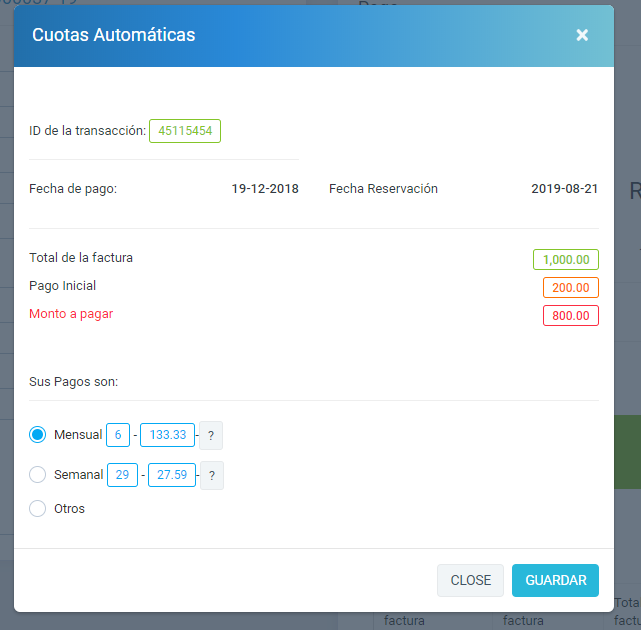 Cuotas Automáticas ×
ID de la transacción: 45115454
Fecha de pago: 19-12-2018 Fecha Reservación 2019-08-21
Total de la factura 1,000.00
Pago Inicial 200.00
Monto a pagar 800.00
Sus Pagos son:
Mensual 6 - 133.33 - ?
Semanal 29 - 27.59 - ?
Otros
CLOSE GUARDAR
factura factura